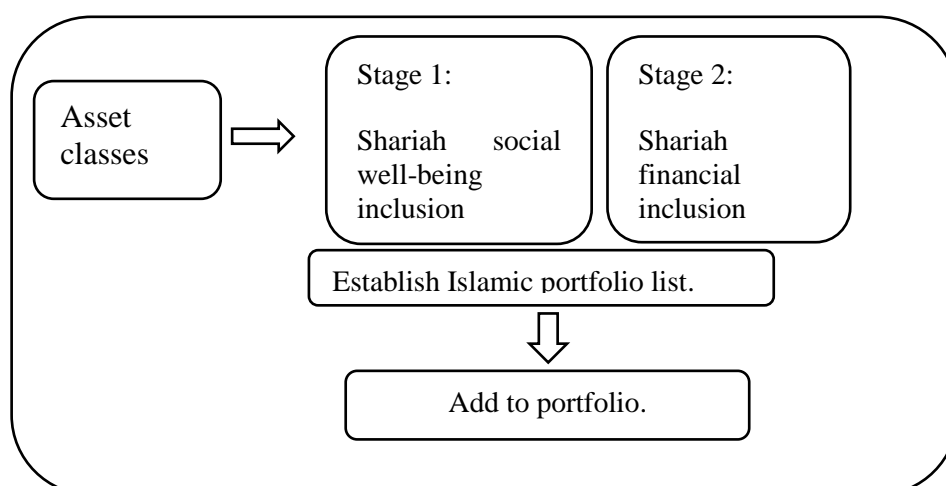 Asset
classes
Stage 1:
Shariah social
well-being
inclusion
Stage 2:
Shariah
financial
inclusion
Establish Islamic portfolio list.
Add to portfolio.